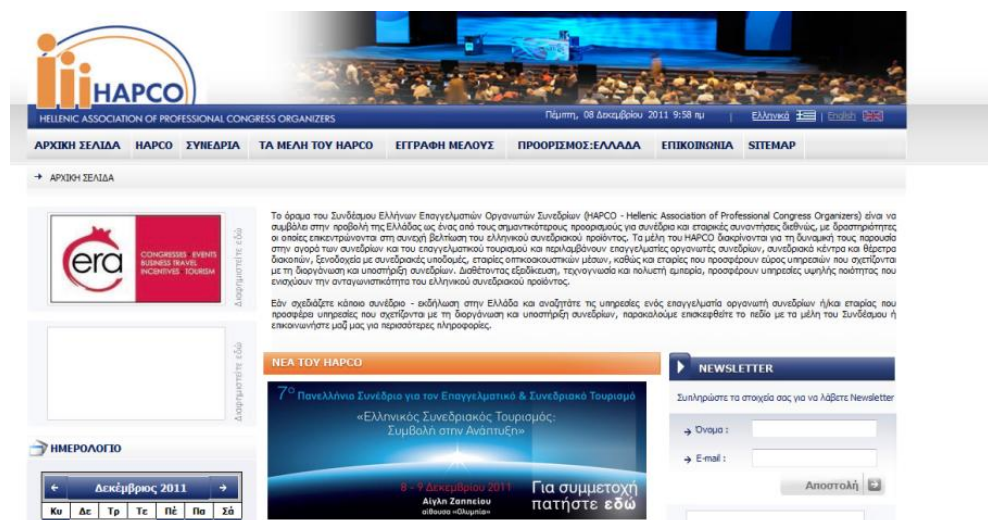 HAPCO
HELLENIC ASSOCIATION OF PROFESSIONAL CONGRESS ORGANIZERS
Πέμπτη, 08 Δεκεμβρίου 2011 9:58 πμ | Ελληνικά | English
ΑΡΧΙΚΗ ΣΕΛΙΔΑ HAPCO ΣΥΝΕΔΡΙΑ ΤΑ ΜΕΛΗ ΤΟΥ HAPCO ΕΓΓΡΑΦΗ ΜΕΛΟΥΣ ΠΡΟΟΡΙΣΜΟΣ:ΕΛΛΑΔΑ ΕΠΙΚΟΙΝΩΝΙΑ SITEMAP
ΑΡΧΙΚΗ ΣΕΛΙΔΑ
era
CONGRESSES EVENTS
BUSINESS TRAVEL
INCENTIVES TOURISM
Διαφημιστείτε εδώ
Το όραμα του Συνδέσμου Ελλήνων Επαγγελματιών Οργανωτών Συνεδρίων (HAPCO - Hellenic Association of Professional Congress Organizers) είναι να
συμβάλει στην προβολή της Ελλάδας ως ένας από τους σημαντικότερους προορισμούς για συνέδρια και εταιρικές συναντήσεις διεθνώς, με δραστηριότητες
οι οποίες επικεντρώνονται στη συνεχή βελτίωση του ελληνικού συνεδριακού προϊόντος. Τα μέλη του HAPCO διακρίνονται για τη δυναμική τους παρουσία
στην αγορά των συνεδρίων και του επαγγελματικού τουρισμού και περιλαμβάνουν επαγγελματίες οργανωτές συνεδρίων, συνεδριακά κέντρα και θέρετρα
διακοπών, ξενοδοχεία με συνεδριακές υποδομές, εταιρίες οπτικοακουστικών μέσων, καθώς και εταιρίες που προσφέρουν εύρος υπηρεσιών που σχετίζονται
με τη διοργάνωση και υποστήριξη συνεδρίων. Διαθέτοντας εξειδίκευση, τεχνογνωσία και πολυετή εμπειρία, προσφέρουν υπηρεσίες υψηλής ποιότητας που
ενισχύουν την ανταγωνιστικότητα του ελληνικού συνεδριακού προϊόντος.
Εάν σχεδιάζετε κάποιο συνέδριο - εκδήλωση στην Ελλάδα και αναζητάτε τις υπηρεσίες ενός επαγγελματία οργανωτή συνεδρίων ή/και εταιρίας που
προσφέρει υπηρεσίες που σχετίζονται με τη διοργάνωση και υποστήριξη συνεδρίων, παρακαλούμε επισκεφθείτε το πεδίο με τα μέλη του Συνδέσμου ή
επικοινωνήστε μαζί μας για περισσότερες πληροφορίες.
Διαφημιστείτε εδώ
ΗΜΕΡΟΛΟΓΙΟ
Δεκέμβριος 2011
Κυ Δε Τρ Τε Πέ Πα Σά
ΝΕΑ ΤΟΥ HAPCO
7ο Πανελλήνιο Συνέδριο για τον Επαγγελματικό & Συνεδριακό Τουρισμό
«Ελληνικός Συνεδριακός Τουρισμός:
Συμβολή στην Ανάπτυξη»
8 - 9 Δεκεμβρίου 2011
Αίγλη Ζαππείου
αίθουσα «Ολυμπία»
Για συμμετοχή
πατήστε εδώ
NEWSLETTER
Συπληρώστε τα στοιχεία σας για να λάβετε Newsletter
Όνομα :
E-mail :
Αποστολή